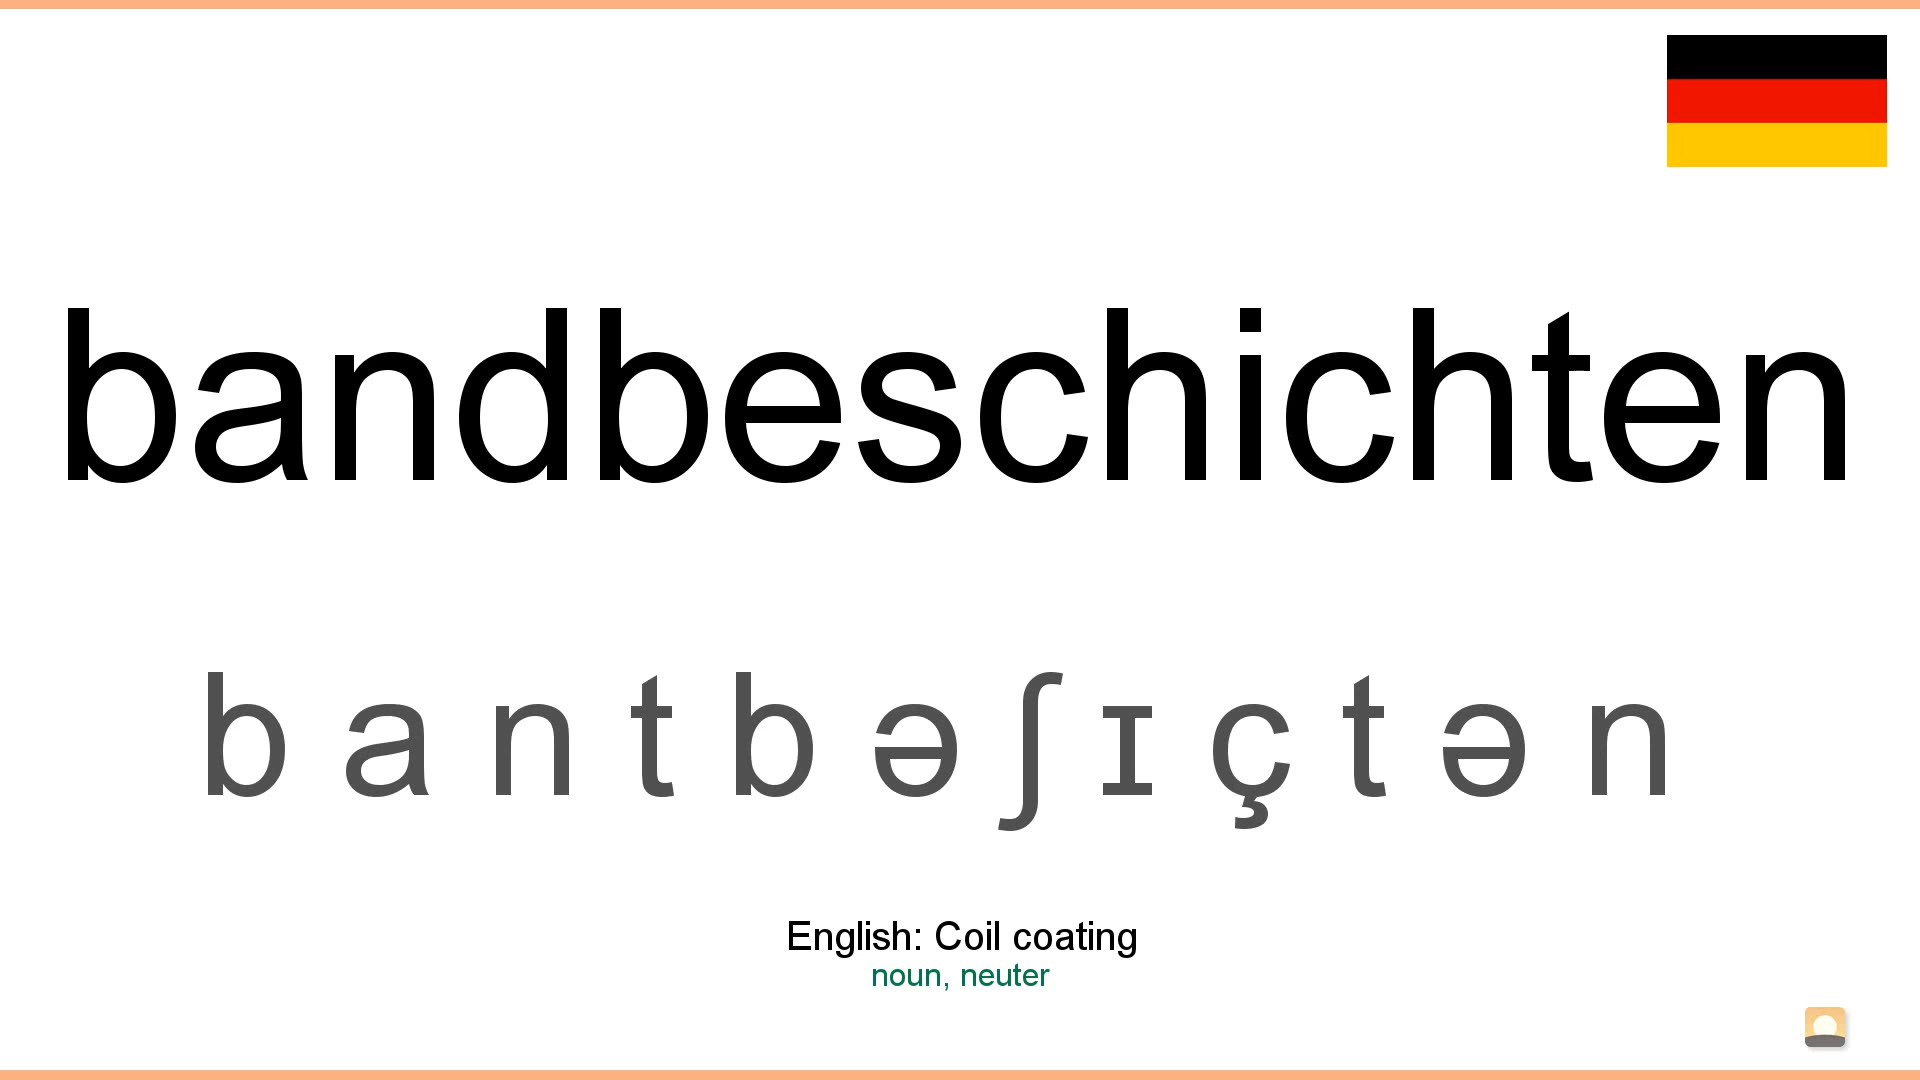 bandbeschichten
b a n t b ə ʃ ɪ ç t ə n
English: Coil coating
noun, neuter